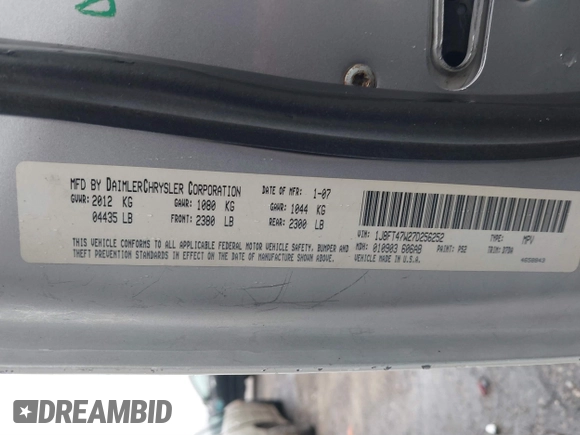 MFD BY DAIMLERCHRYSLER CORPORATION DATE OF MFR: 1-07
GVWR: 2012 KG GAWR: 1080 KG GAWR: 1044 KG
04435 LB FRONT: 2380 LB REAR: 2300 LB
THIS VEHICLE CONFORMS TO ALL APPLICABLE FEDERAL MOTOR VEHICLE SAFETY, BUMPER AND
THEFT PREVENTION STANDARDS IN EFFECT ON THE DATE OF MANUFACTURE SHOWN ABOVE.
VIN: 1J8FT47W27D256252 TYPE: MPV
MDH: 010903 606AB PAINT: PS2 TRIM:
VEHICLE MADE IN U.S.A.
DREAMBID